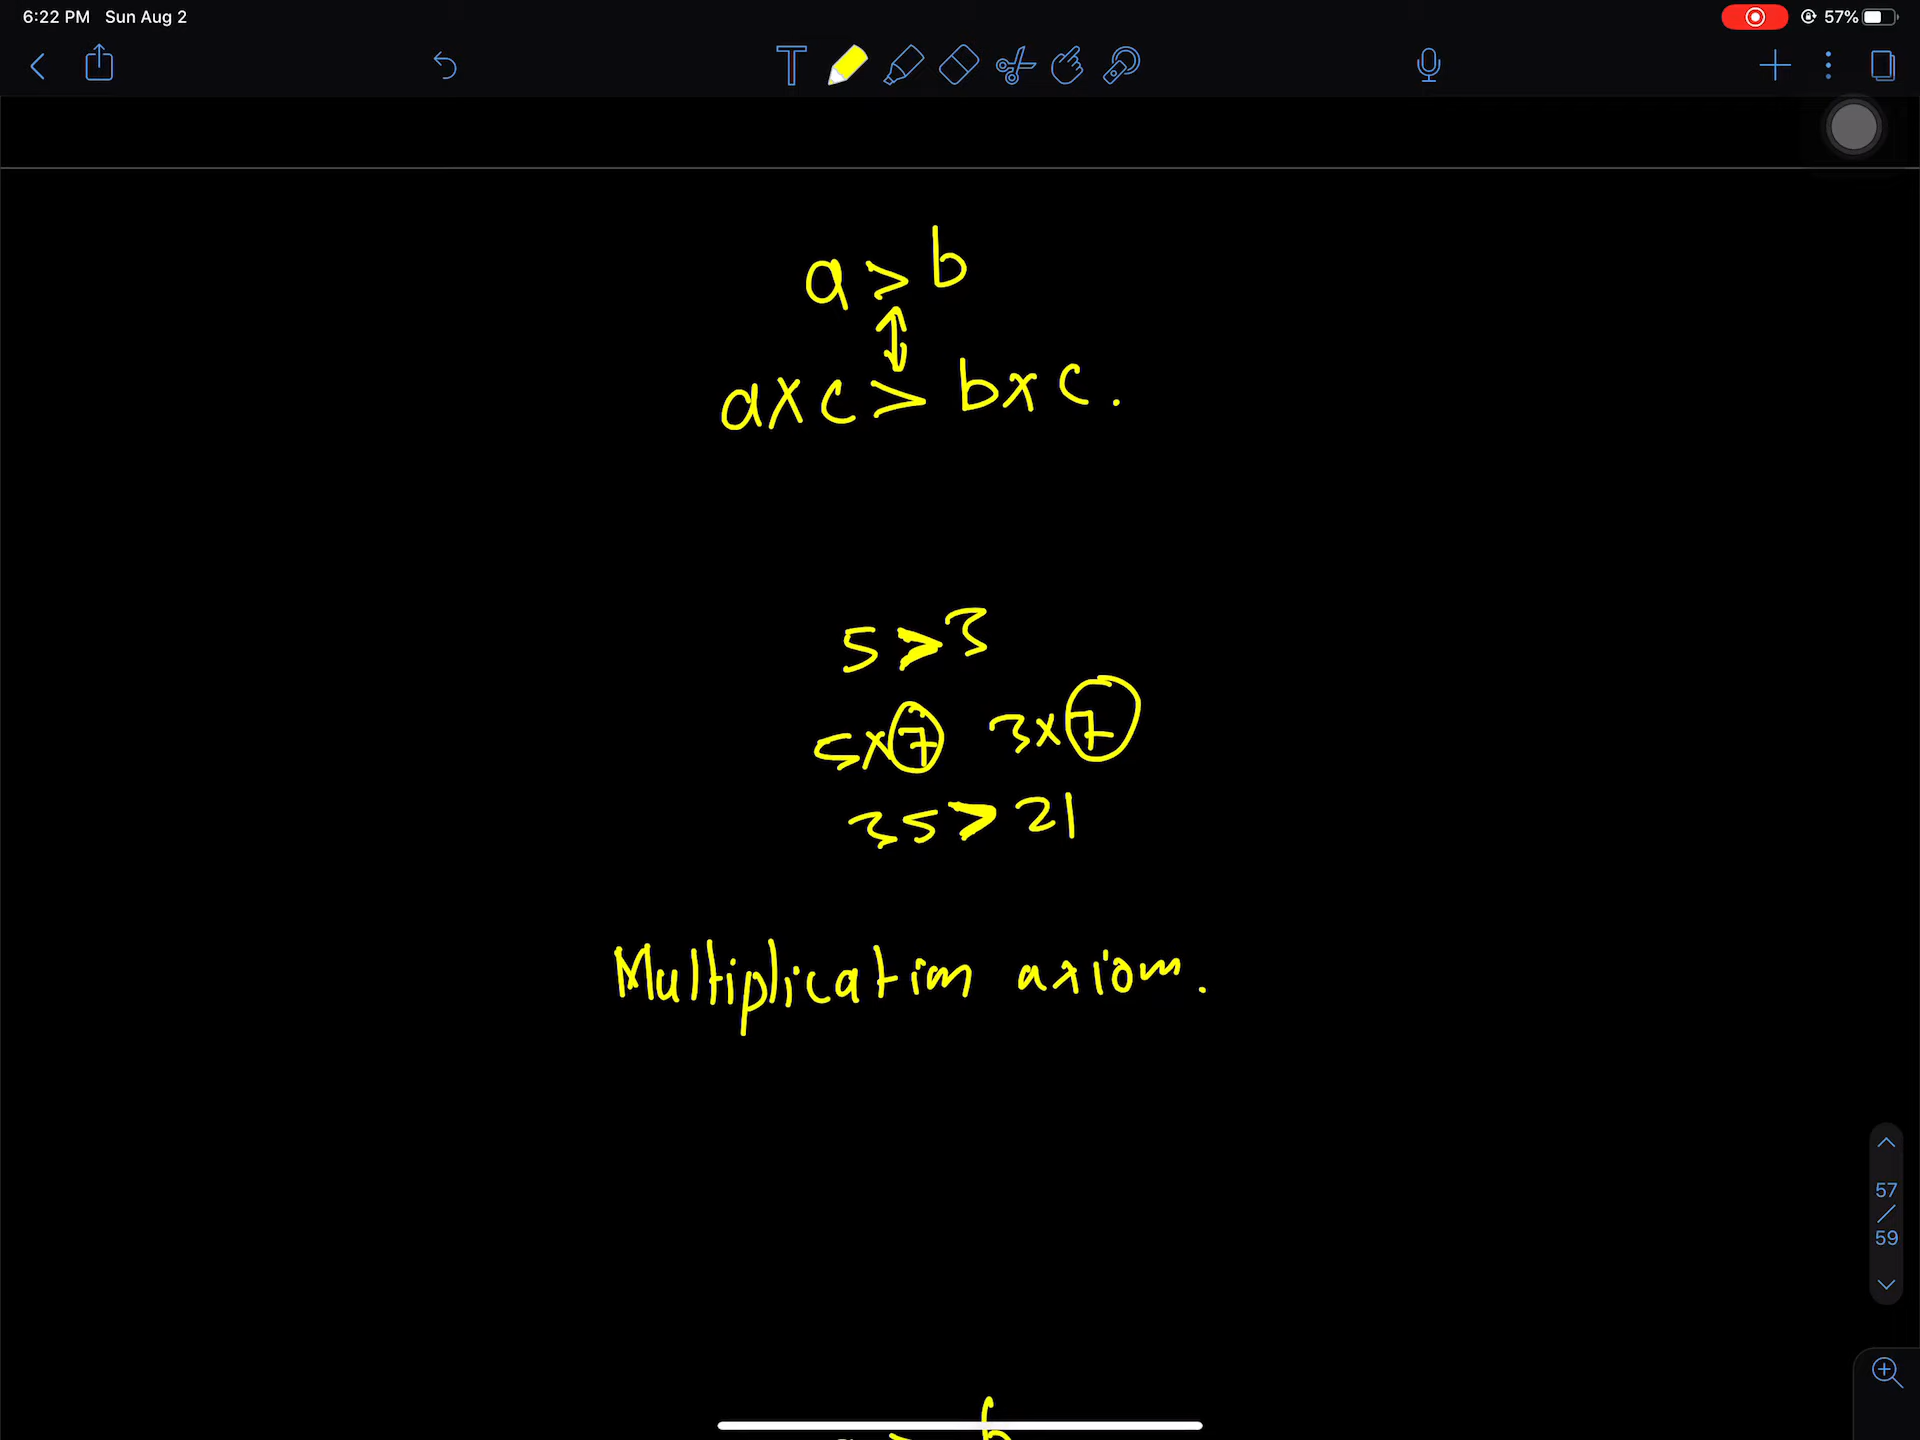 6:22 PM Sun Aug 2
57%
T
a > b
a x c > b x c.
5 > 3
5 x 7 3 x 7
35 > 21
Multiplication axiom.
57
/
59
b